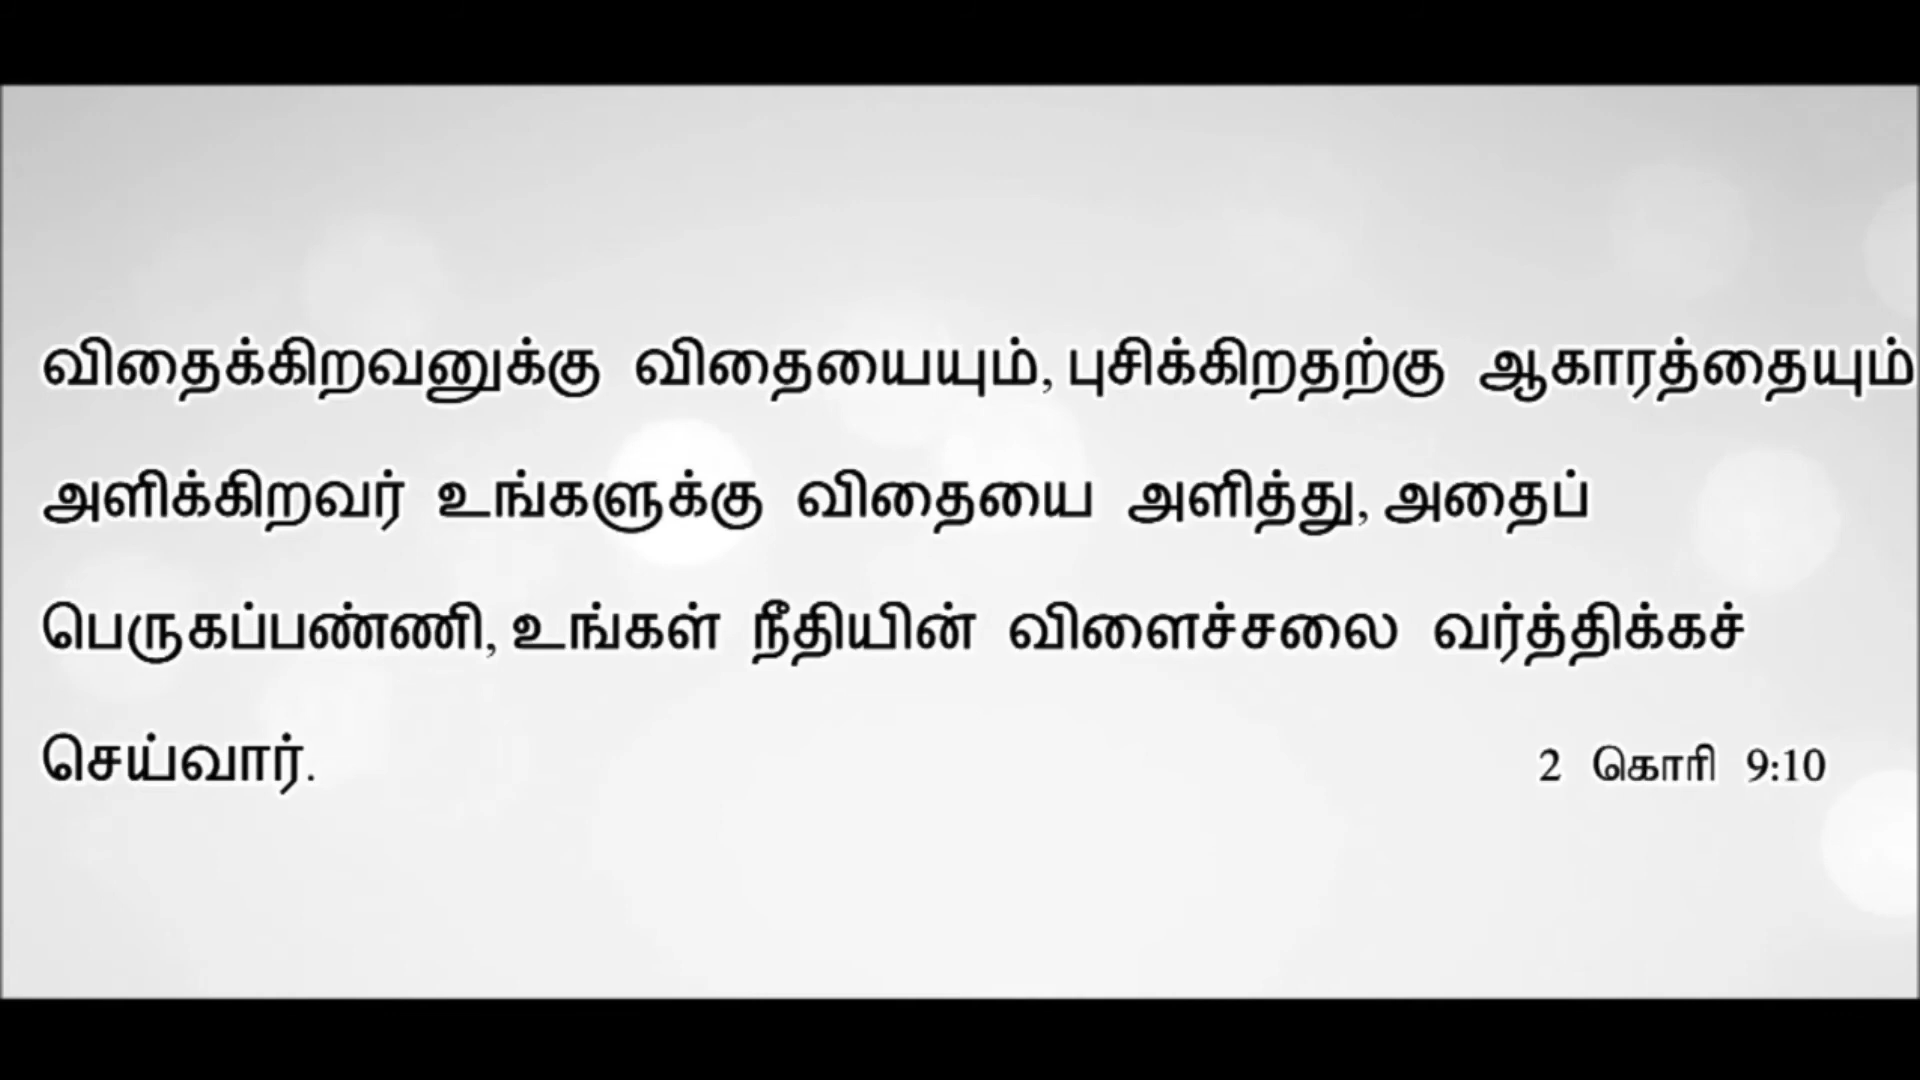 விதைக்கிறவனுக்கு விதையையும், புசிக்கிறதற்கு ஆகாரத்தையும்
அளிக்கிறவர் உங்களுக்கு விதையை அளித்து, அதைப்
பெருகப்பண்ணி, உங்கள் நீதியின் விளைச்சலை வர்த்திக்கச்
செய்வார்.
2 கொரி 9:10